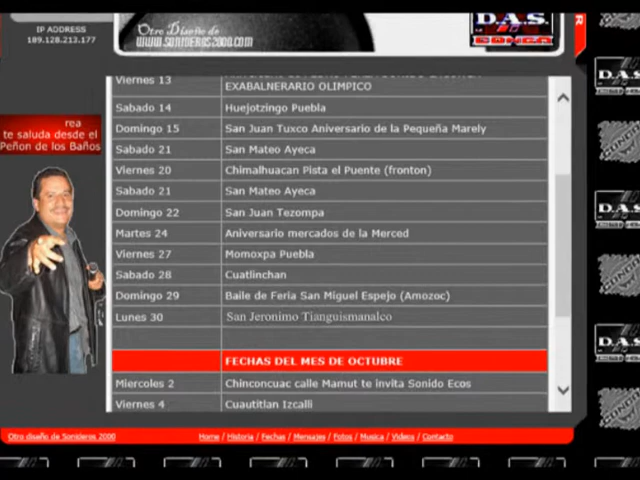 IP ADDRESS
189.128.213.177
Otro Diseño de
WWW.SONIDEROS2000.COM
D.A.S.
Viernes 13
EXABALNERARIO OLIMPICO
Sabado 14 Huejotzingo Puebla
Domingo 15 San Juan Tuxco Aniversario de la Pequeña Marely
Sabado 21 San Mateo Ayeca
Viernes 20 Chimalhuacan Pista el Puente (fronton)
Sabado 21 San Mateo Ayeca
Domingo 22 San Juan Tezompa
Martes 24 Aniversario mercados de la Merced
Viernes 27 Momoxpa Puebla
Sabado 28 Cuatlinchan
Domingo 29 Baile de Feria San Miguel Espejo (Amozoc)
Lunes 30 San Jeronimo Tianguismanalco
FECHAS DEL MES DE OCTUBRE
Miercoles 2 Chinconcuac calle Mamut te invita Sonido Ecos
Viernes 4 Cuautitlan Izcalli
rea
te saluda desde el
Peñon de los Baños
Otro diseño de Sonideros 2000
Home / Historia / Fechas / Mensajes / Fotos / Musica / Videos / Contacto
D.A.S
D.A.S
D.A.S